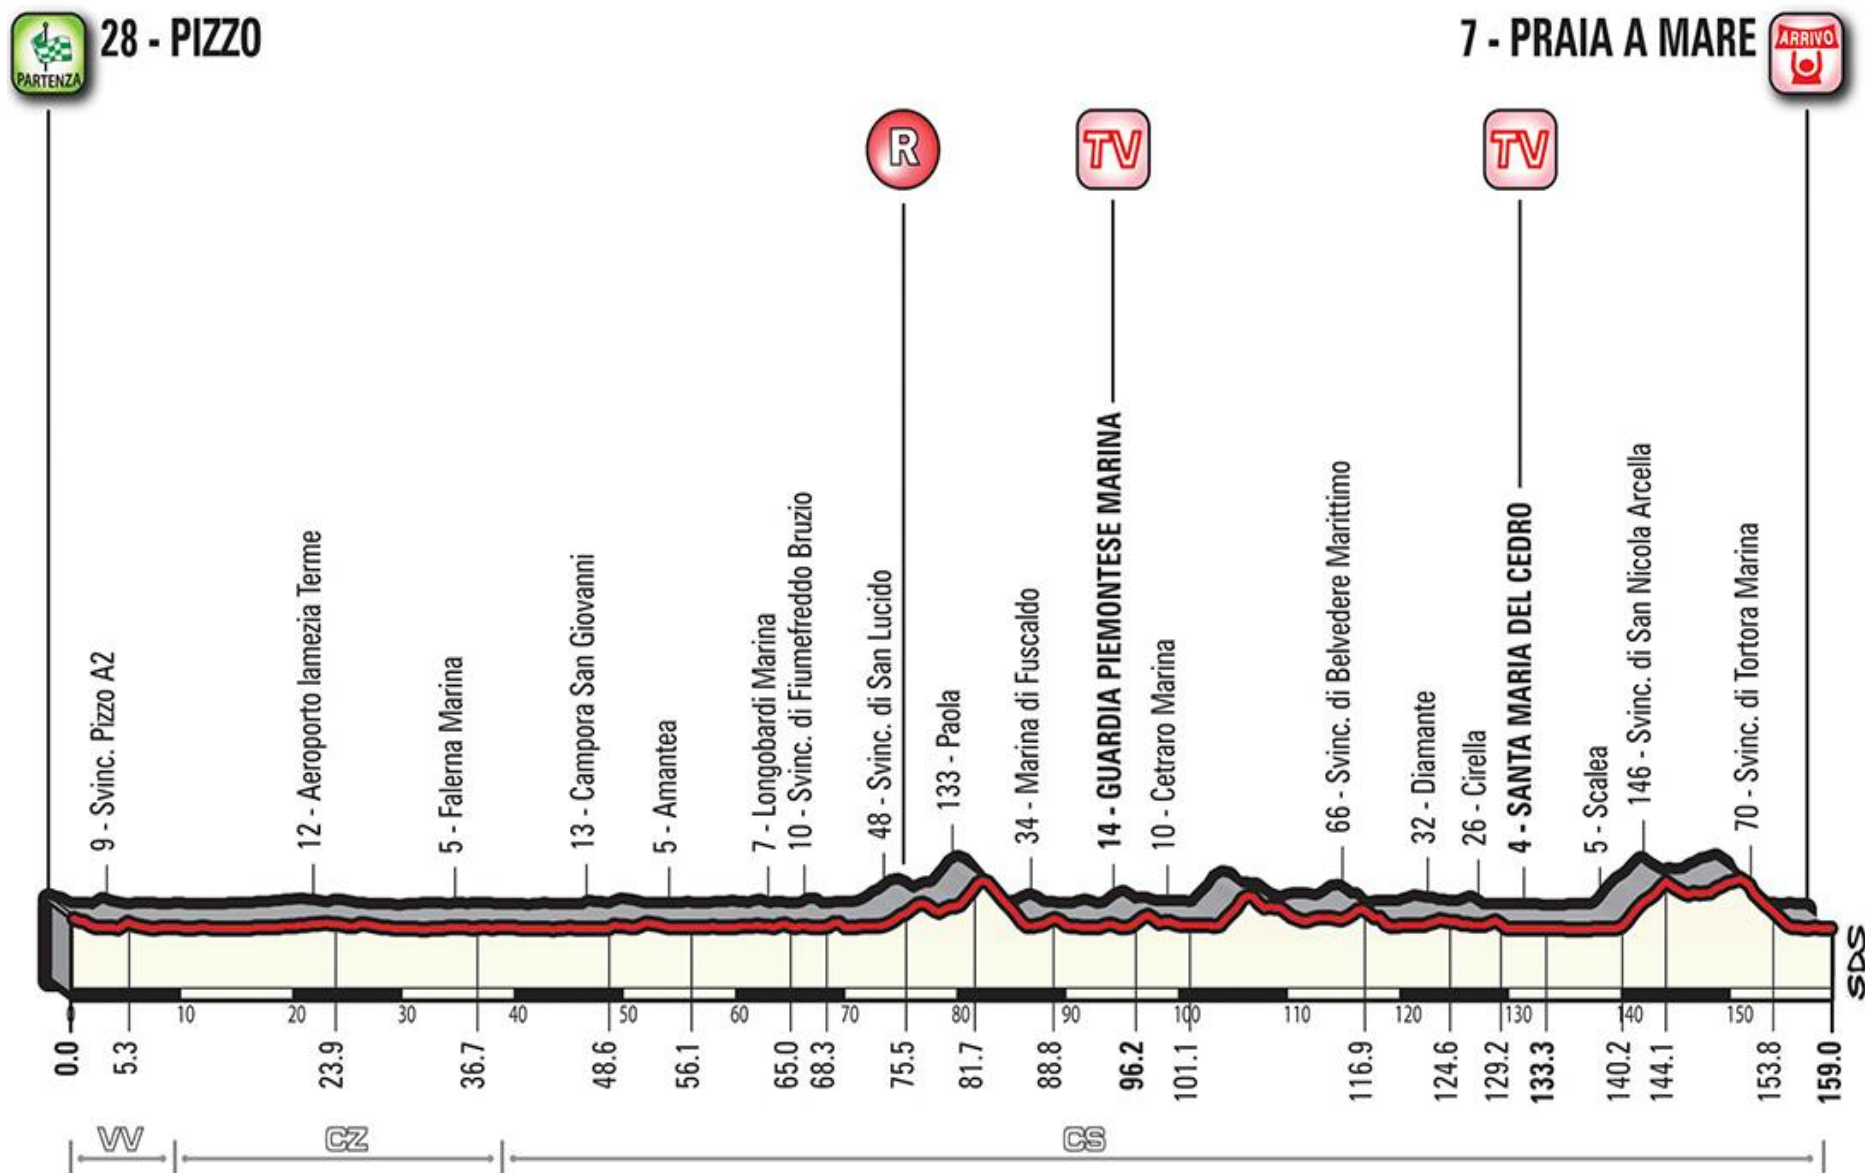 28 - PIZZO
PARTENZA
7 - PRAIA A MARE
ARRIVO
R
TV
TV
9 - Svinc. Pizzo A2
12 - Aeroporto lamezia Terme
5 - Falerna Marina
13 - Campora San Giovanni
5 - Amantea
7 - Longobardi Marina
10 - Svinc. di Fiumefreddo Bruzio
48 - Svinc. di San Lucido
133 - Paola
34 - Marina di Fuscaldo
14 - GUARDIA PIEMONTESE MARINA
10 - Cetraro Marina
66 - Svinc. di Belvedere Marittimo
32 - Diamante
26 - Cirella
4 - SANTA MARIA DEL CEDRO
5 - Scalea
146 - Svinc. di San Nicola Arcella
70 - Svinc. di Tortora Marina
SDS
0 10 20 30 40 50 60 70 80 90 100 110 120 130 140 150
0.0 5.3 23.9 36.7 48.6 56.1 65.0 68.3 75.5 81.7 88.8 96.2 101.1 116.9 124.6 129.2 133.3 140.2 144.1 153.8 159.0
VV CZ CS